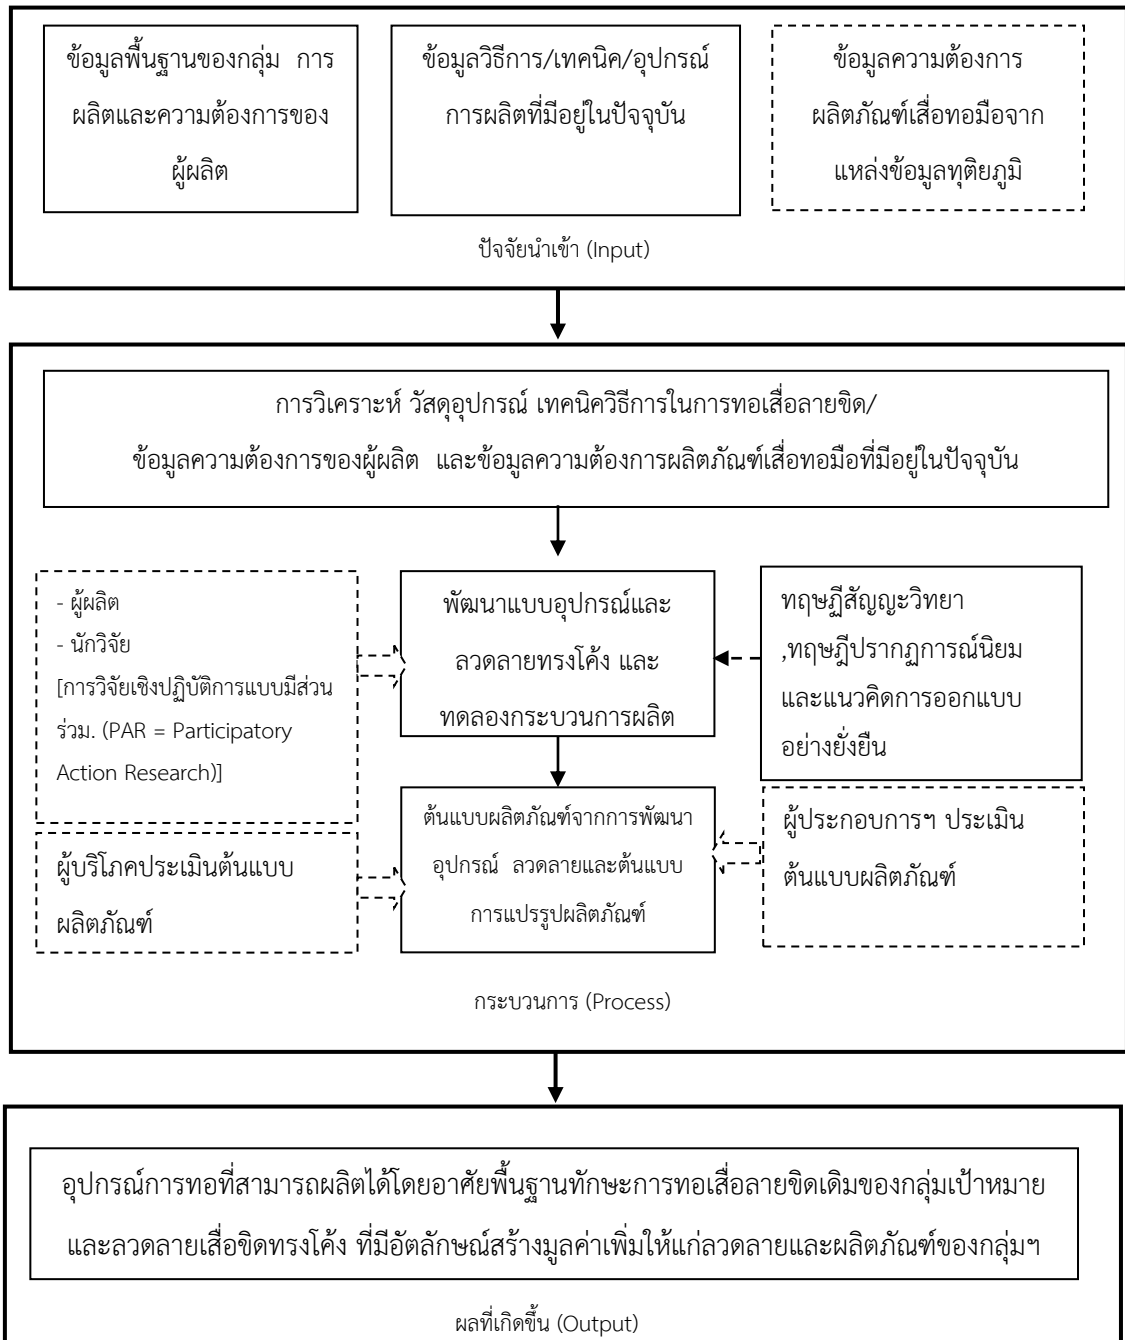 ข้อมูลพื้นฐานของกลุ่ม การ
ผลิตและความต้องการของ
ผู้ผลิต
ข้อมูลวิธีการ/เทคนิค/อุปกรณ์
การผลิตที่มีอยู่ในปัจจุบัน
ข้อมูลความต้องการ
ผลิตภัณฑ์เสื่อทอมือจาก
แหล่งข้อมูลทุติยภูมิ
ปัจจัยนำเข้า (Input)
การวิเคราะห์ วัสดุอุปกรณ์ เทคนิควิธีการในการทอเสื่อลายขิด/
ข้อมูลความต้องการของผู้ผลิต และข้อมูลความต้องการผลิตภัณฑ์เสื่อทอมือที่มีอยู่ในปัจจุบัน
- ผู้ผลิต
- นักวิจัย
[การวิจัยเชิงปฏิบัติการแบบมีส่วน
ร่วม. (PAR = Participatory
Action Research)]
พัฒนาแบบอุปกรณ์และ
ลวดลายทรงโค้ง และ
ทดลองกระบวนการผลิต
ทฤษฏีสัญญะวิทยา
,ทฤษฎีปรากฏการณ์นิยม
และแนวคิดการออกแบบ
อย่างยั่งยืน
ผู้บริโภคประเมินต้นแบบ
ผลิตภัณฑ์
ต้นแบบผลิตภัณฑ์จากการพัฒนา
อุปกรณ์ ลวดลายและต้นแบบ
การแปรรูปผลิตภัณฑ์
ผู้ประกอบการฯ ประเมิน
ต้นแบบผลิตภัณฑ์
กระบวนการ (Process)
อุปกรณ์การทอที่สามารถผลิตได้โดยอาศัยพื้นฐานทักษะการทอเสื่อลายขิดเดิมของกลุ่มเป้าหมาย
และลวดลายเสื่อขิดทรงโค้ง ที่มีอัตลักษณ์สร้างมูลค่าเพิ่มให้แก่ลวดลายและผลิตภัณฑ์ของกลุ่มฯ
ผลที่เกิดขึ้น (Output)